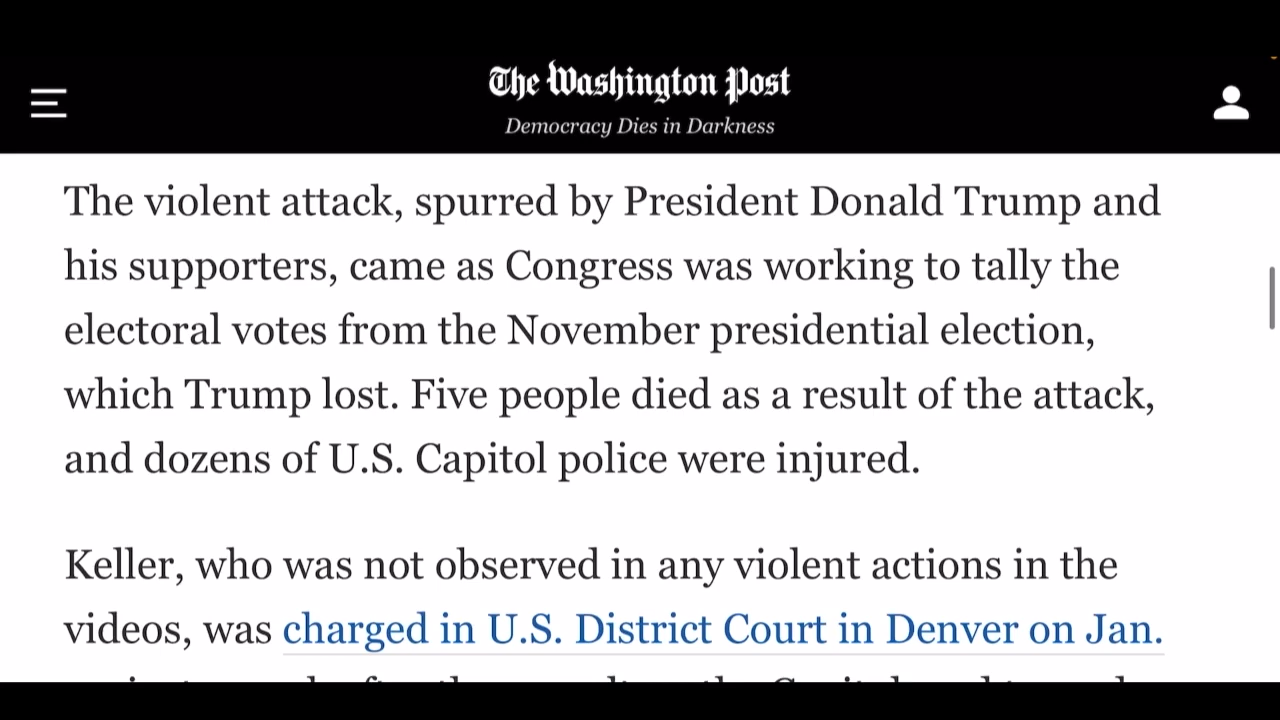 The Washington Post
Democracy Dies in Darkness
The violent attack, spurred by President Donald Trump and
his supporters, came as Congress was working to tally the
electoral votes from the November presidential election,
which Trump lost. Five people died as a result of the attack,
and dozens of U.S. Capitol police were injured.
Keller, who was not observed in any violent actions in the
videos, was charged in U.S. District Court in Denver on Jan.